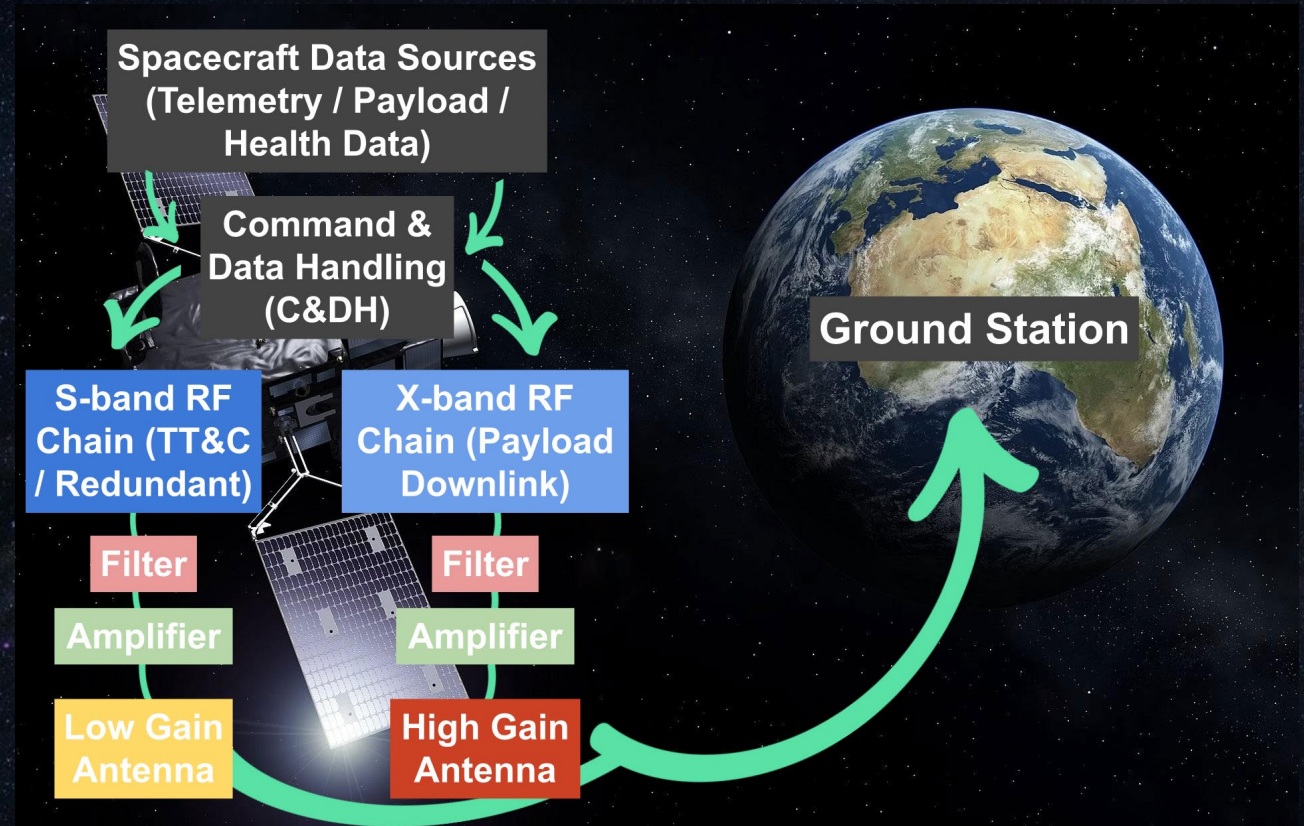 Spacecraft Data Sources
(Telemetry / Payload /
Health Data)
Command &
Data Handling
(C&DH)
Ground Station
S-band RF
Chain (TT&C
/ Redundant)
X-band RF
Chain (Payload
Downlink)
Filter
Filter
Amplifier
Amplifier
Low Gain
Antenna
High Gain
Antenna